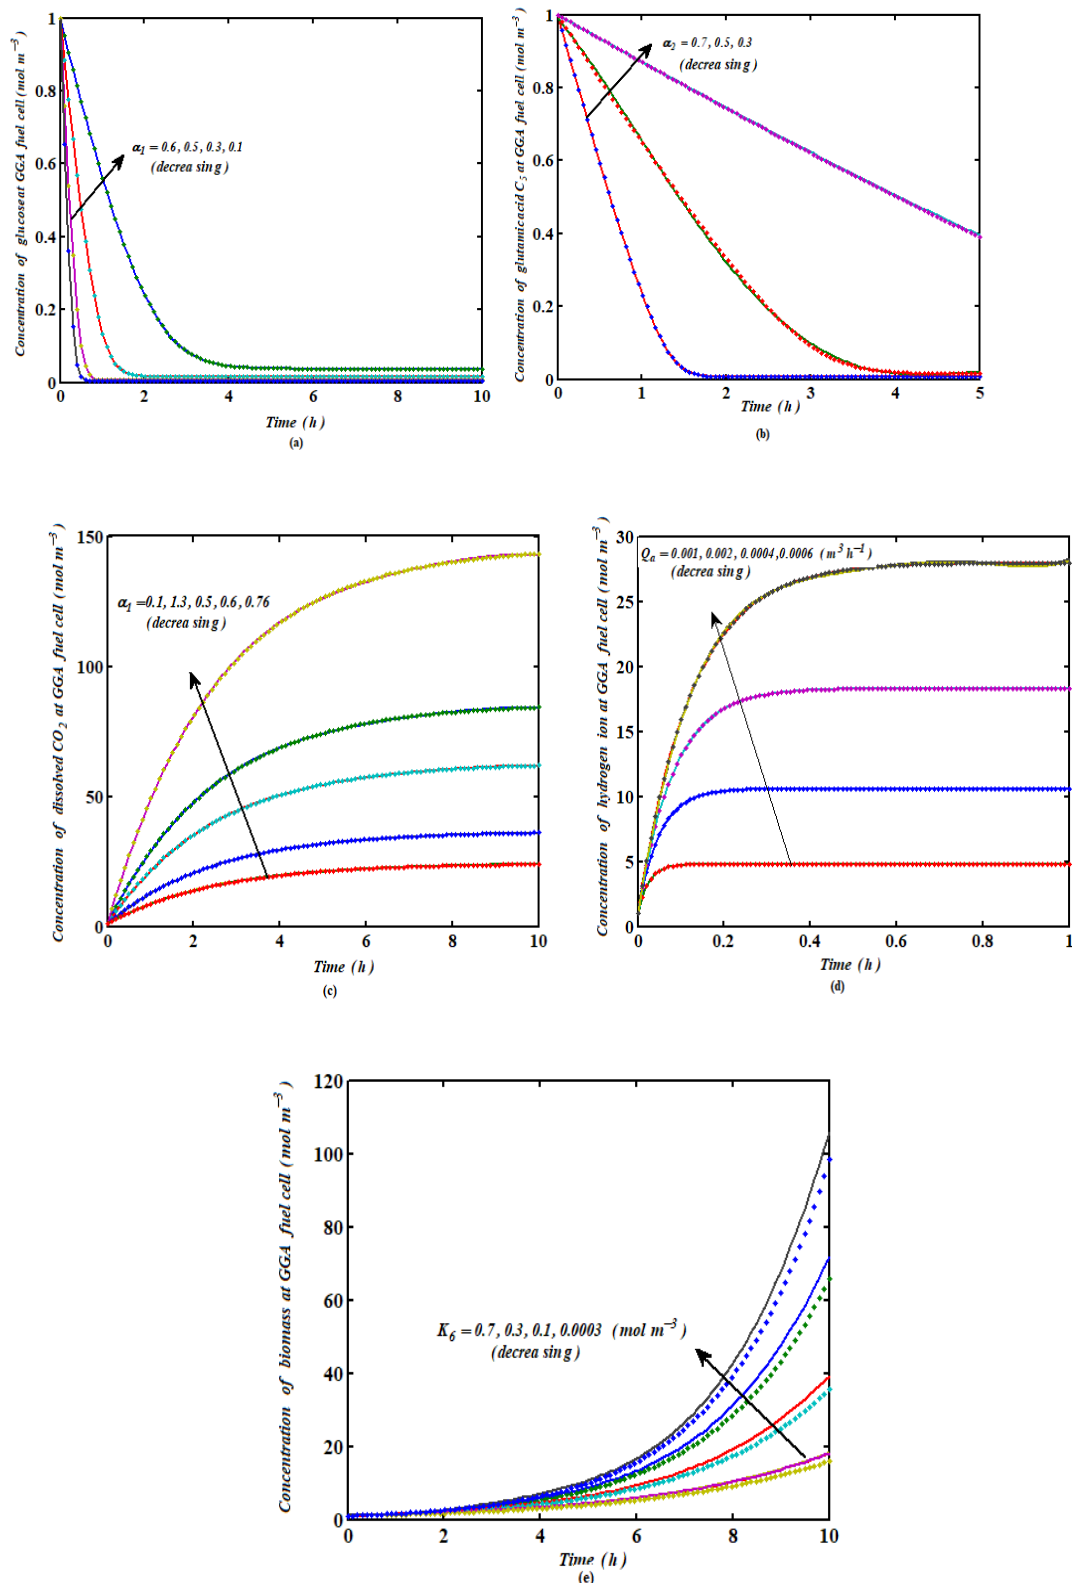 Concentration of glucoseat GGA fuel cell (mol m⁻³)
1
0.8
0.6
0.4
0.2
0
α₁ = 0.6, 0.5, 0.3, 0.1
(decrea sing)
0 2 4 6 8 10
Time (h)
(a)
Concentration of glutamicacid C₅ at GGA fuel cell (mol m⁻³)
1
0.8
0.6
0.4
0.2
0
α₂ = 0.7, 0.5, 0.3
(decrea sing)
0 1 2 3 4 5
Time (h)
(b)
Concentration of dissolved CO₂ at GGA fuel cell (mol m⁻³)
150
100
50
0
α₁ =0.1, 1.3, 0.5, 0.6, 0.76
(decrea sing)
0 2 4 6 8 10
Time (h)
(c)
Concentration of hydrogen ion at GGA fuel cell (mol m⁻³)
30
25
20
15
10
5
0
Qₐ = 0.001, 0.002, 0.0004,0.0006 (m³ h⁻¹)
(decrea sing)
0 0.2 0.4 0.6 0.8 1
Time (h)
(d)
Concentration of biomass at GGA fuel cell (mol m⁻³)
120
100
80
60
40
20
0
K₆ = 0.7, 0.3, 0.1, 0.0003 (mol m⁻³)
(decrea sing)
0 2 4 6 8 10
Time (h)
(e)